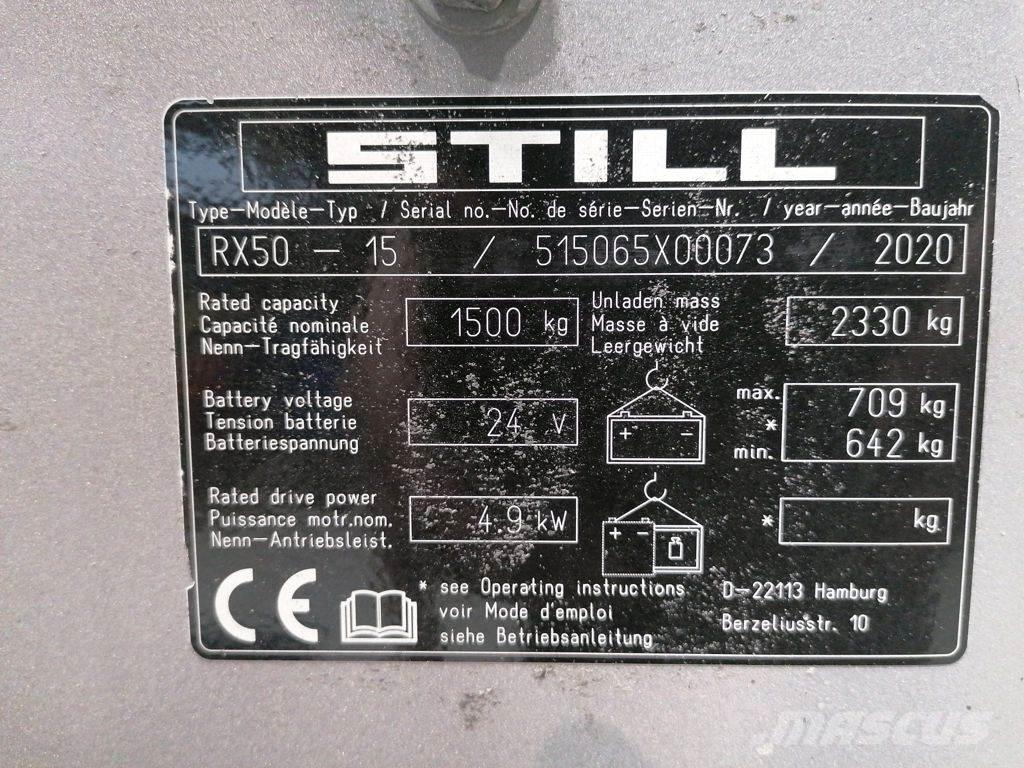 STILL
Type-Modèle-Typ / Serial no.-No. de série-Serien-Nr. / year-année-Baujahr
RX50 - 15 / 515065X00073 / 2020
Rated capacity
Capacité nominale
Nenn-Tragfähigkeit
1500 kg
Unladen mass
Masse à vide
Leergewicht
2330 kg
Battery voltage
Tension batterie
Batteriespannung
24 V
+ -
max. 709 kg
*
min. 642 kg
Rated drive power
Puissance motr.nom.
Nenn-Antriebsleist.
4.9 kW
+ -
* kg
CE
* see Operating instructions
voir Mode d'emploi
siehe Betriebsanleitung
D-22113 Hamburg
Berzeliusstr. 10
mascus